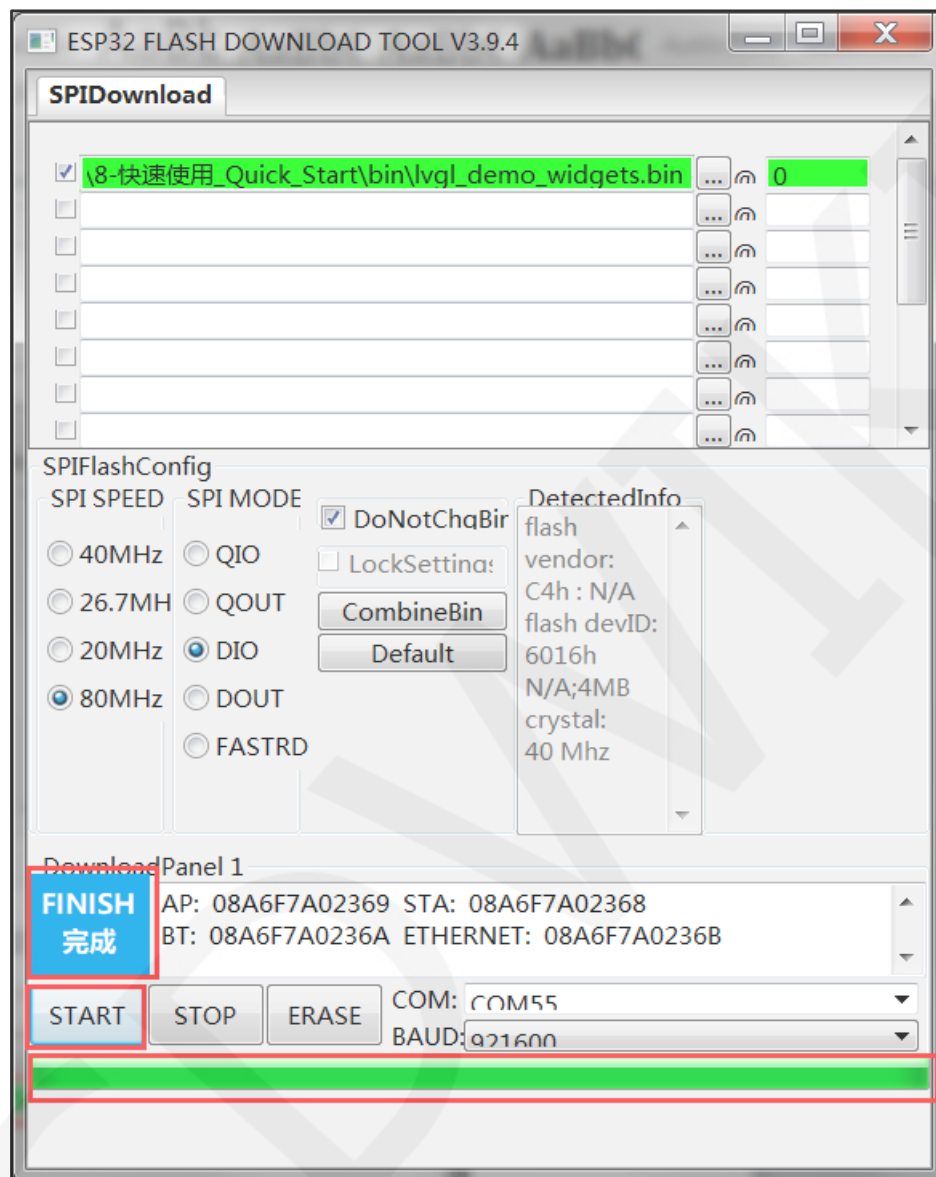 ESP32 FLASH DOWNLOAD TOOL V3.9.4
SPIDownload
\8-快速使用_Quick_Start\bin\lvgl_demo_widgets.bin ... @ 0
... @
... @
... @
... @
... @
... @
... @
SPIFlashConfig
SPI SPEED
40MHz
26.7MH
20MHz
80MHz
SPI MODE
QIO
QOUT
DIO
DOUT
FASTRD
DoNotChgBin
LockSettings
CombineBin
Default
DetectedInfo
flash
vendor:
C4h : N/A
flash devID:
6016h
N/A;4MB
crystal:
40 Mhz
DownloadPanel 1
FINISH
完成
AP: 08A6F7A02369 STA: 08A6F7A02368
BT: 08A6F7A0236A ETHERNET: 08A6F7A0236B
START STOP ERASE
COM: COM55
BAUD: 921600